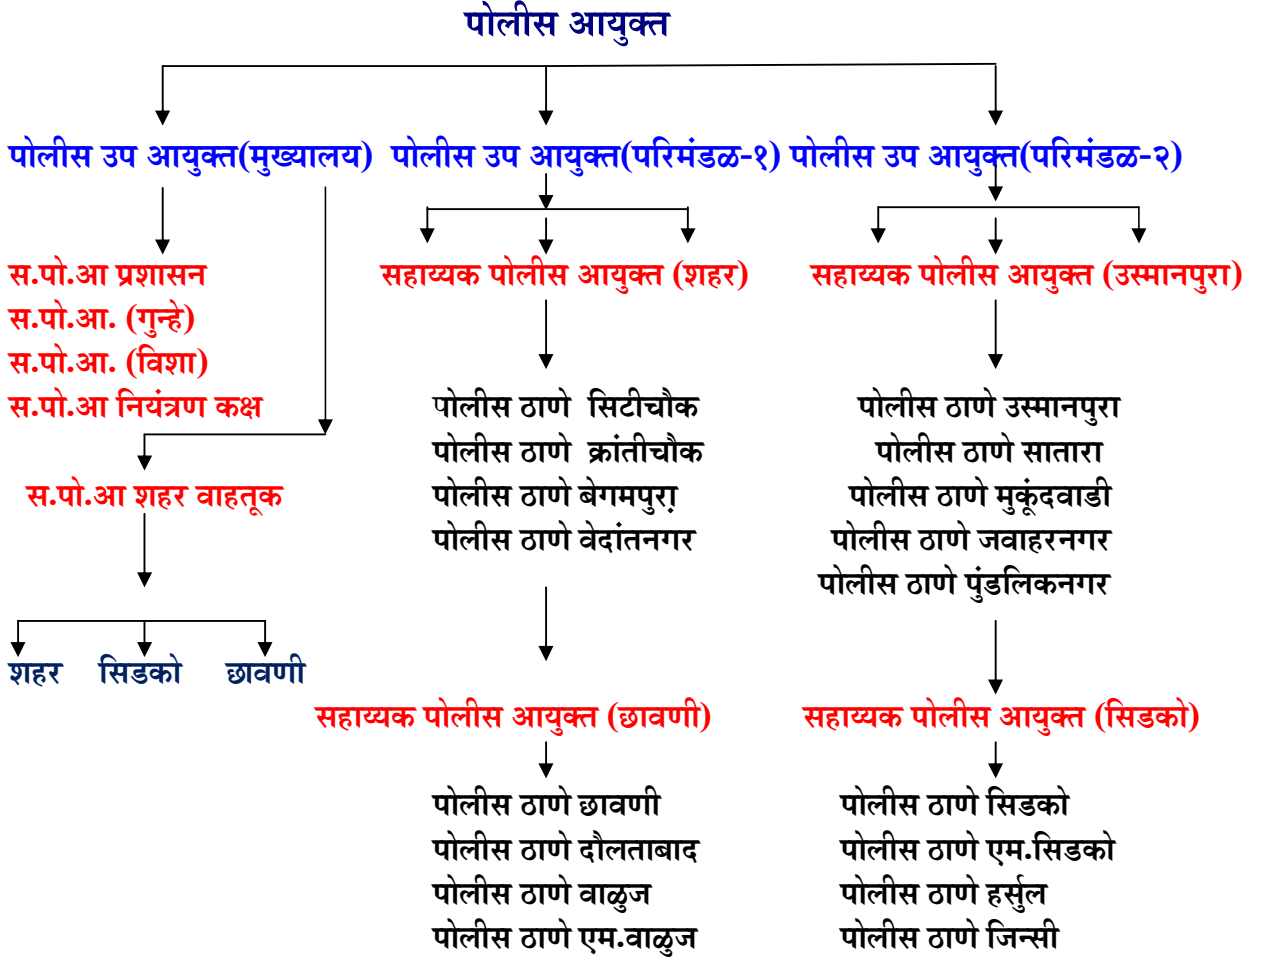 पोलीस आयुक्त
पोलीस उप आयुक्त(मुख्यालय) पोलीस उप आयुक्त(परिमंडळ-१) पोलीस उप आयुक्त(परिमंडळ-२)
स.पो.आ प्रशासन
स.पो.आ. (गुन्हे)
स.पो.आ. (विशा)
स.पो.आ नियंत्रण कक्ष
स.पो.आ शहर वाहतूक
शहर सिडको छावणी
सहाय्यक पोलीस आयुक्त (शहर)
पोलीस ठाणे सिटीचौक
पोलीस ठाणे क्रांतीचौक
पोलीस ठाणे बेगमपुरा़
पोलीस ठाणे वेदांतनगर
सहाय्यक पोलीस आयुक्त (छावणी)
पोलीस ठाणे छावणी
पोलीस ठाणे दौलताबाद
पोलीस ठाणे वाळुज
पोलीस ठाणे एम.वाळुज
सहाय्यक पोलीस आयुक्त (उस्मानपुरा)
पोलीस ठाणे उस्मानपुरा
पोलीस ठाणे सातारा
पोलीस ठाणे मुकूंदवाडी
पोलीस ठाणे जवाहरनगर
पोलीस ठाणे पुंडलिकनगर
सहाय्यक पोलीस आयुक्त (सिडको)
पोलीस ठाणे सिडको
पोलीस ठाणे एम.सिडको
पोलीस ठाणे हर्सुल
पोलीस ठाणे जिन्सी